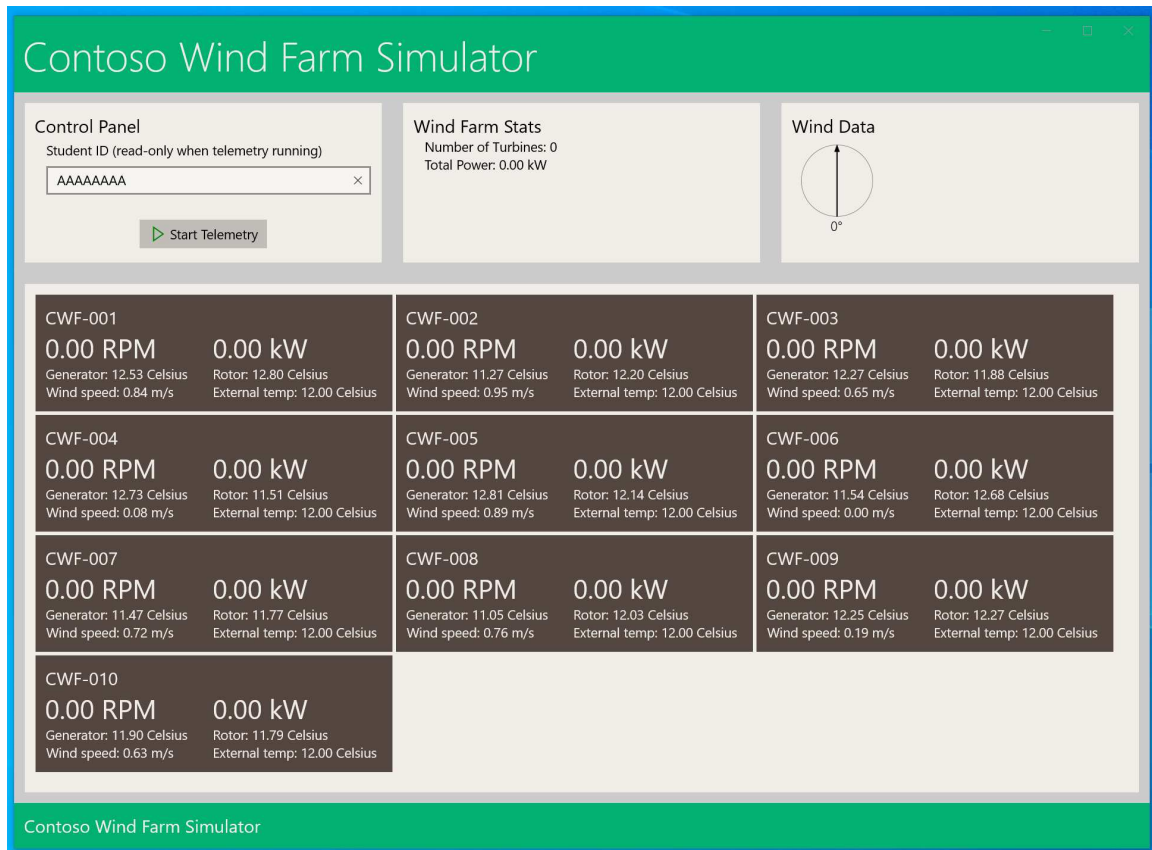 Contoso Wind Farm Simulator
Control Panel
Student ID (read-only when telemetry running)
AAAAAAAA
Start Telemetry
Wind Farm Stats
Number of Turbines: 0
Total Power: 0.00 kW
Wind Data
0°
CWF-001
0.00 RPM 0.00 kW
Generator: 12.53 Celsius Rotor: 12.80 Celsius
Wind speed: 0.84 m/s External temp: 12.00 Celsius
CWF-002
0.00 RPM 0.00 kW
Generator: 11.27 Celsius Rotor: 12.20 Celsius
Wind speed: 0.95 m/s External temp: 12.00 Celsius
CWF-003
0.00 RPM 0.00 kW
Generator: 12.27 Celsius Rotor: 11.88 Celsius
Wind speed: 0.65 m/s External temp: 12.00 Celsius
CWF-004
0.00 RPM 0.00 kW
Generator: 12.73 Celsius Rotor: 11.51 Celsius
Wind speed: 0.08 m/s External temp: 12.00 Celsius
CWF-005
0.00 RPM 0.00 kW
Generator: 12.81 Celsius Rotor: 12.14 Celsius
Wind speed: 0.89 m/s External temp: 12.00 Celsius
CWF-006
0.00 RPM 0.00 kW
Generator: 11.54 Celsius Rotor: 12.68 Celsius
Wind speed: 0.00 m/s External temp: 12.00 Celsius
CWF-007
0.00 RPM 0.00 kW
Generator: 11.47 Celsius Rotor: 11.77 Celsius
Wind speed: 0.72 m/s External temp: 12.00 Celsius
CWF-008
0.00 RPM 0.00 kW
Generator: 11.05 Celsius Rotor: 12.03 Celsius
Wind speed: 0.76 m/s External temp: 12.00 Celsius
CWF-009
0.00 RPM 0.00 kW
Generator: 12.25 Celsius Rotor: 12.27 Celsius
Wind speed: 0.19 m/s External temp: 12.00 Celsius
CWF-010
0.00 RPM 0.00 kW
Generator: 11.90 Celsius Rotor: 11.79 Celsius
Wind speed: 0.63 m/s External temp: 12.00 Celsius
Contoso Wind Farm Simulator